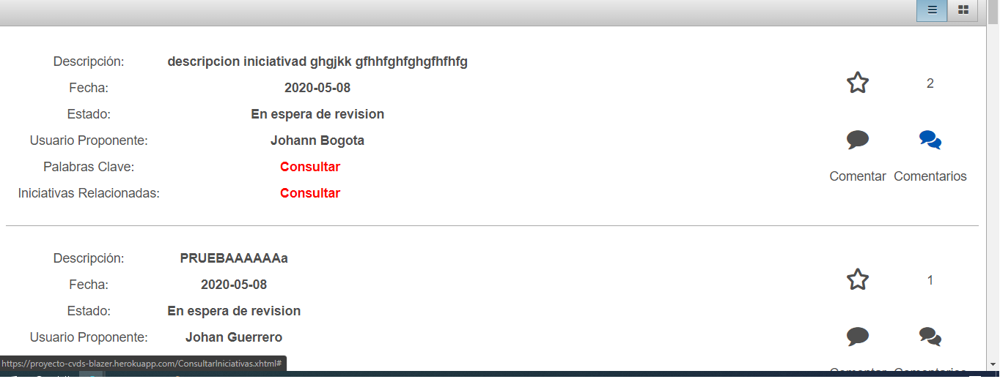 Descripción: descripcion iniciativad ghgjkk gfhhfghfghgfhfhfg
Fecha: 2020-05-08
2
Estado: En espera de revision
Usuario Proponente: Johann Bogota
Palabras Clave: Consultar
Comentar Comentarios
Iniciativas Relacionadas: Consultar
Descripción: PRUEBAAAAAAa
Fecha: 2020-05-08
1
Estado: En espera de revision
Usuario Proponente: Johan Guerrero
https://proyecto-cvds-blazer.herokuapp.com/ConsultarIniciativas.xhtml#
Comentar Comentarios